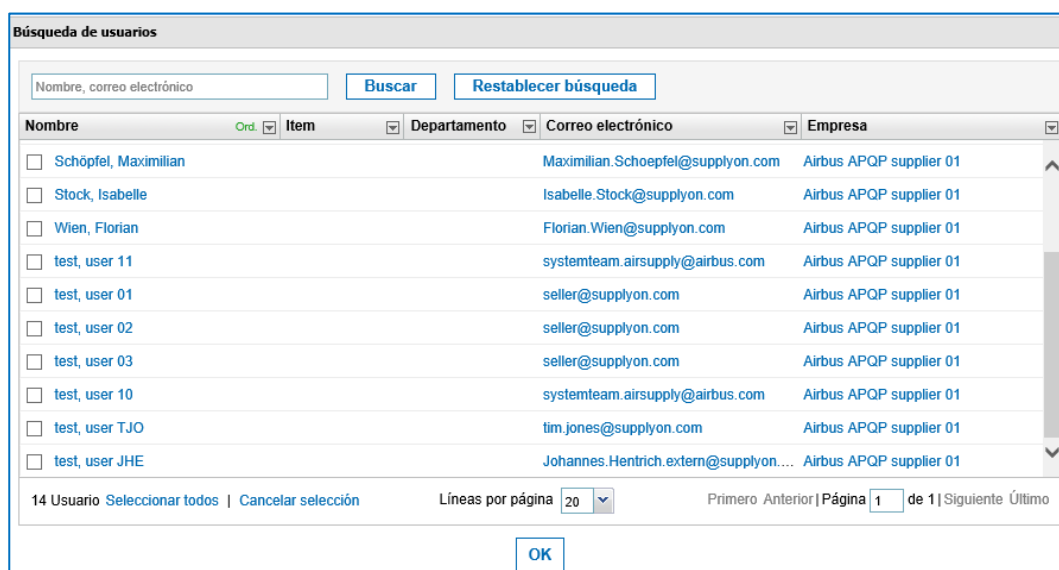 Búsqueda de usuarios
Nombre, correo electrónico Buscar Restablecer búsqueda
Nombre Ord. Item Departamento Correo electrónico Empresa
Schöpfel, Maximilian Maximilian.Schoepfel@supplyon.com Airbus APQP supplier 01
Stock, Isabelle Isabelle.Stock@supplyon.com Airbus APQP supplier 01
Wien, Florian Florian.Wien@supplyon.com Airbus APQP supplier 01
test, user 11 systemteam.airsupply@airbus.com Airbus APQP supplier 01
test, user 01 seller@supplyon.com Airbus APQP supplier 01
test, user 02 seller@supplyon.com Airbus APQP supplier 01
test, user 03 seller@supplyon.com Airbus APQP supplier 01
test, user 10 systemteam.airsupply@airbus.com Airbus APQP supplier 01
test, user TJO tim.jones@supplyon.com Airbus APQP supplier 01
test, user JHE Johannes.Hentrich.extern@supplyon.... Airbus APQP supplier 01
14 Usuario Seleccionar todos | Cancelar selección Líneas por página 20 Primero Anterior | Página 1 de 1 | Siguiente Último
OK